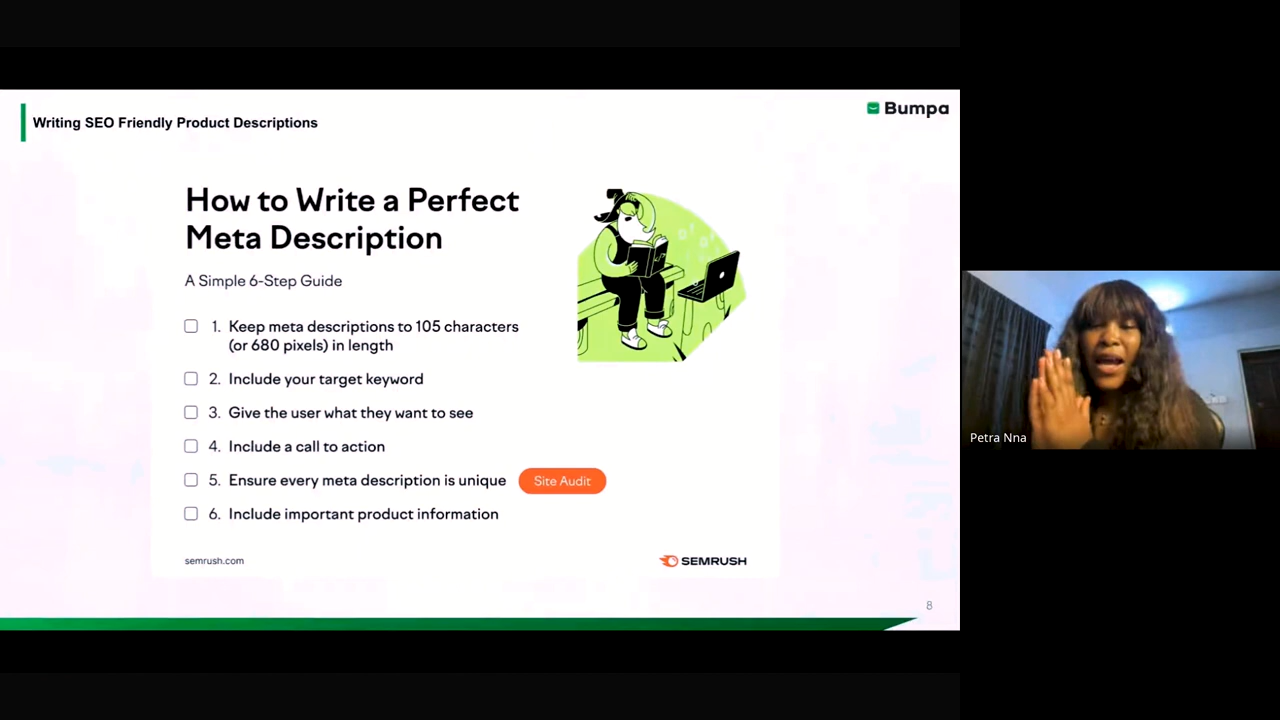 Writing SEO Friendly Product Descriptions
Bumpa
How to Write a Perfect
Meta Description
A Simple 6-Step Guide
1. Keep meta descriptions to 105 characters
(or 680 pixels) in length
2. Include your target keyword
3. Give the user what they want to see
4. Include a call to action
5. Ensure every meta description is unique Site Audit
6. Include important product information
semrush.com
SEMRUSH
8
Petra Nna